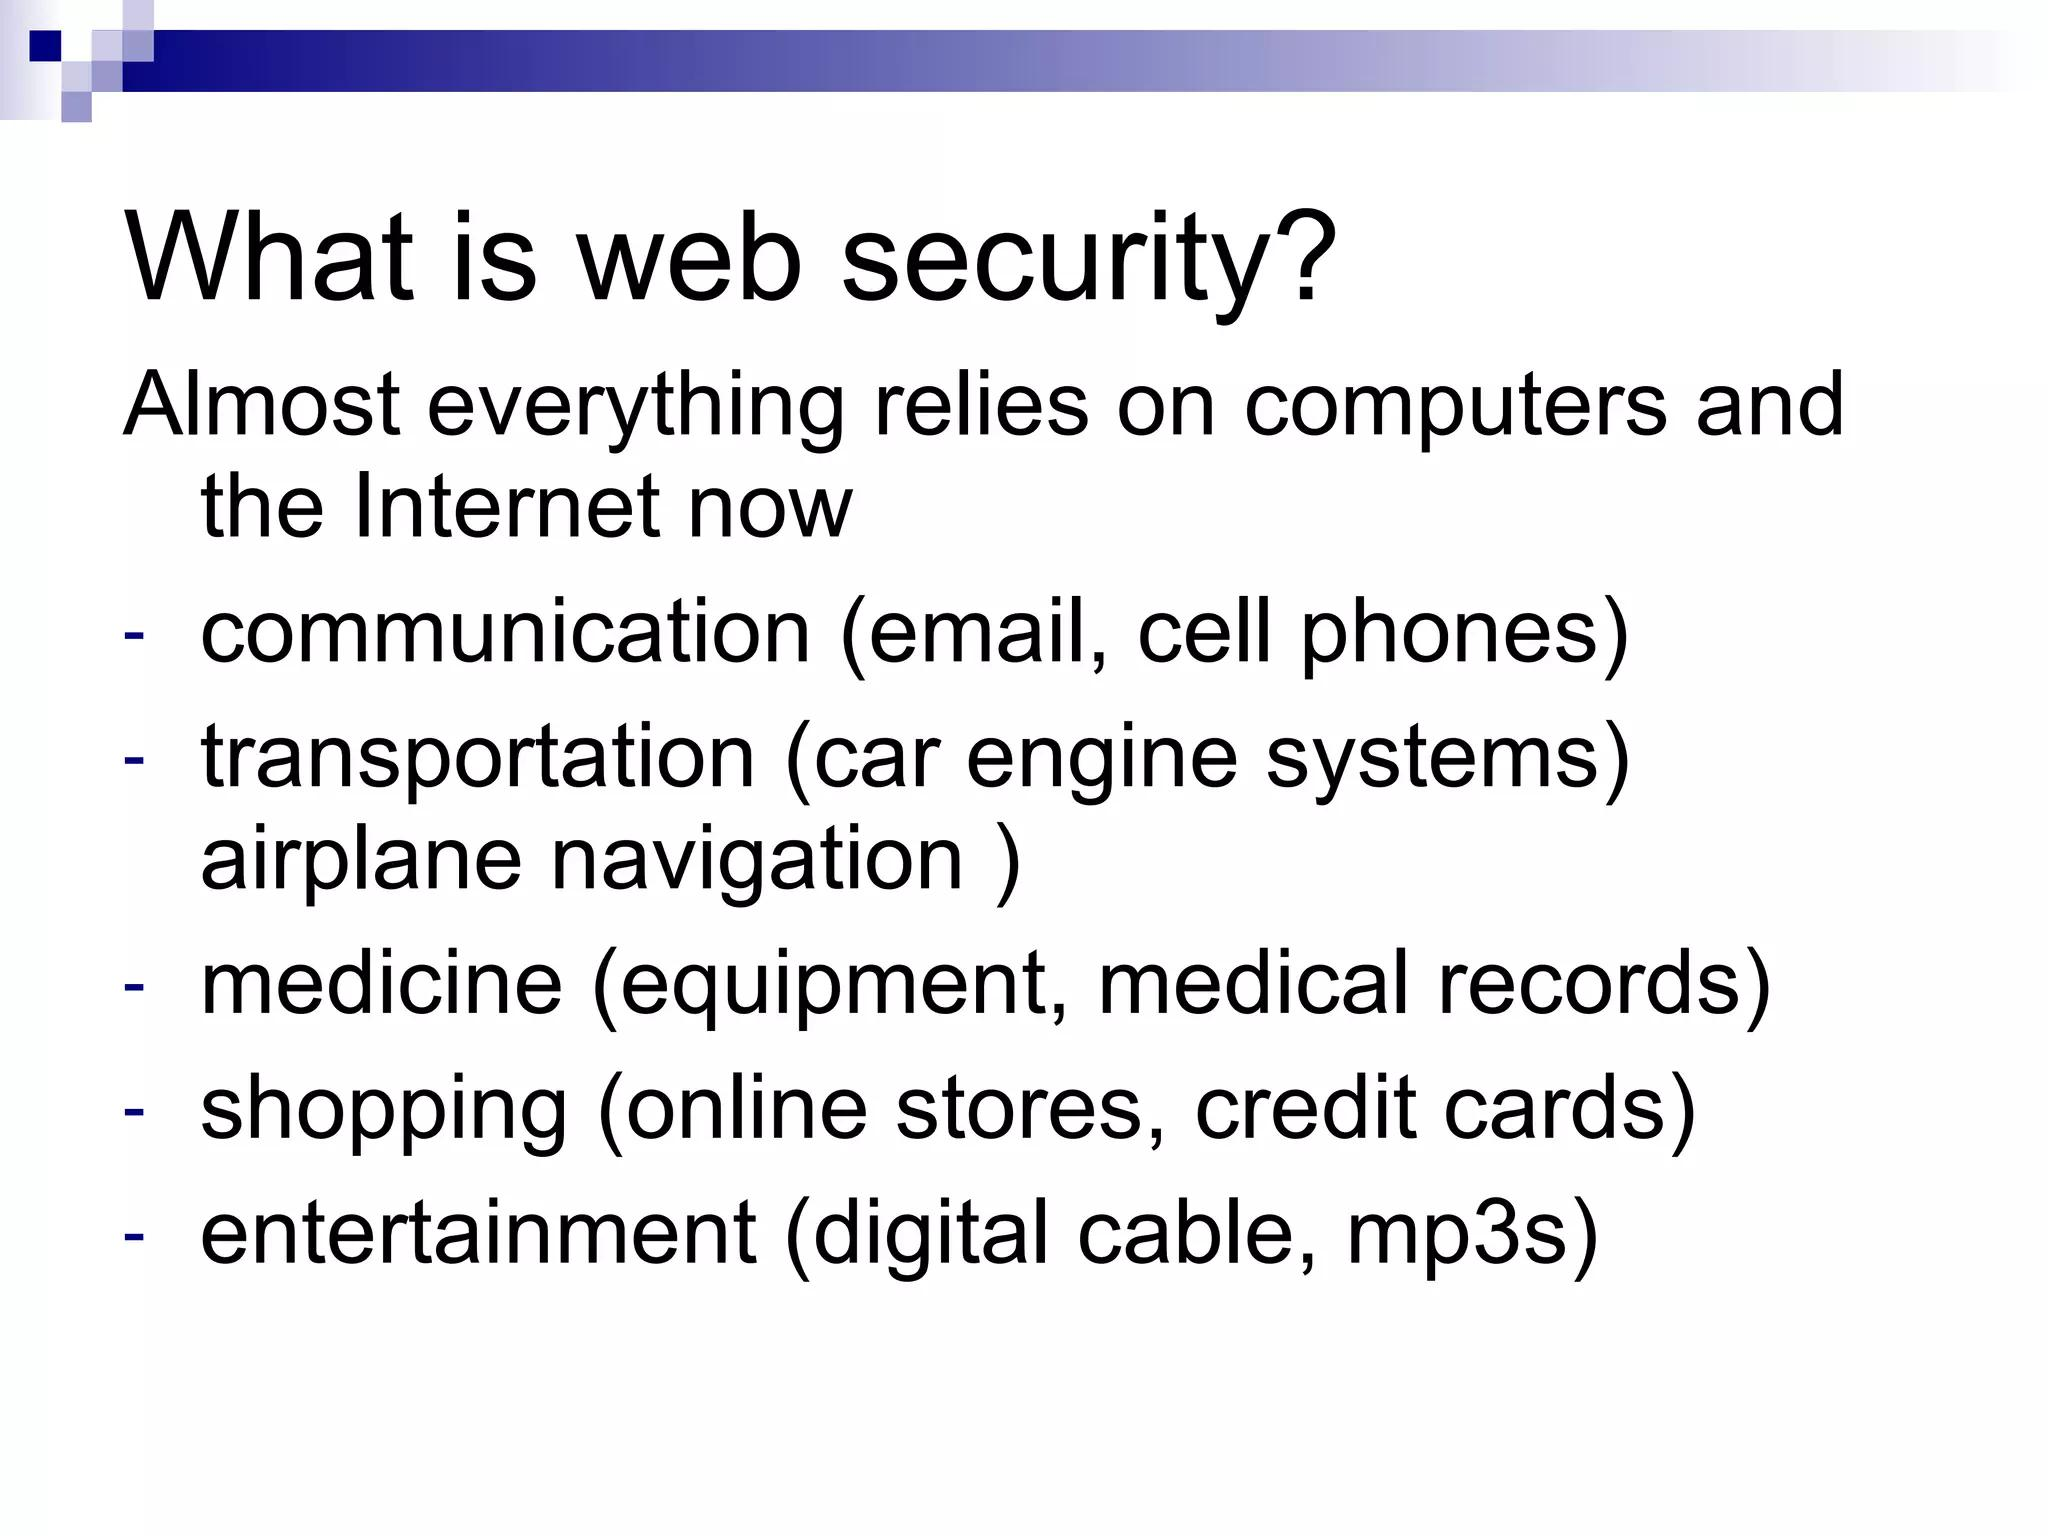 What is web security?
Almost everything relies on computers and
the Internet now
- communication (email, cell phones)
- transportation (car engine systems)
airplane navigation )
- medicine (equipment, medical records)
- shopping (online stores, credit cards)
- entertainment (digital cable, mp3s)